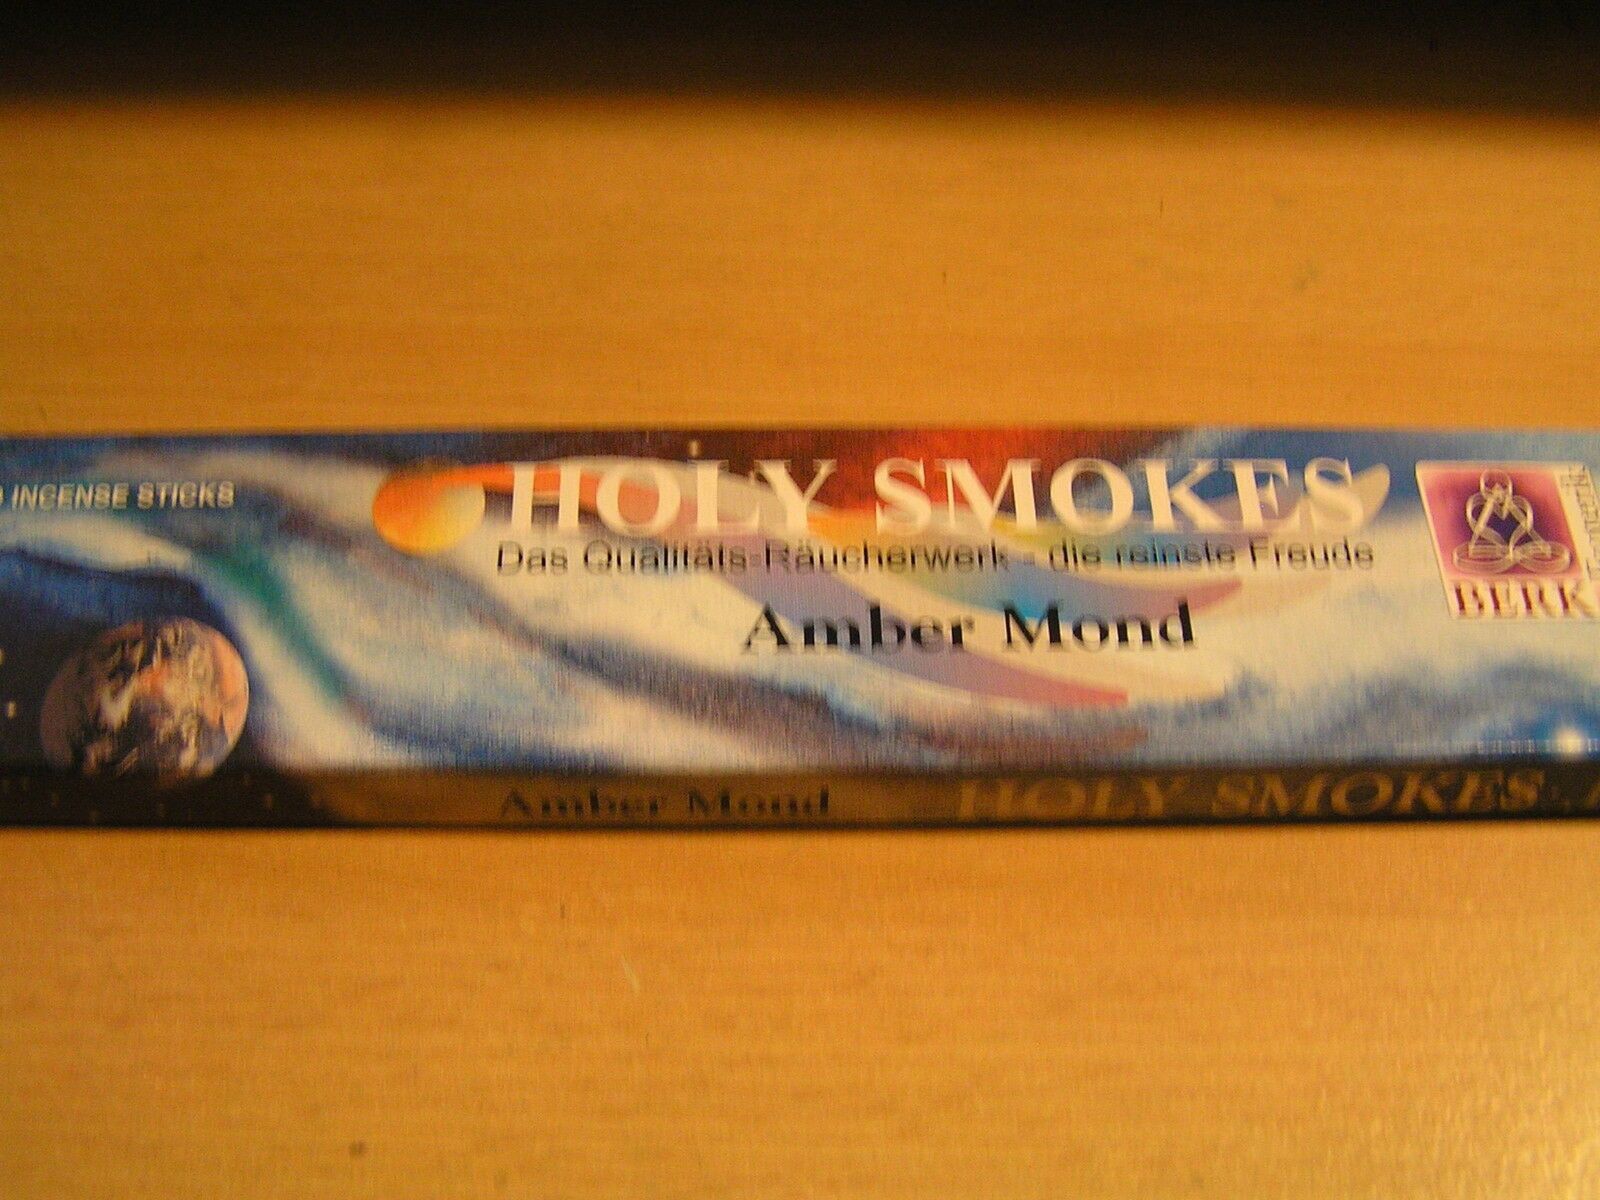 INCENSE STICKS
HOLY SMOKES
Das Qualitäts-Räucherwerk - die reinste Freude
Amber Mond
BERK
Amber Mond
HOLY SMOKES